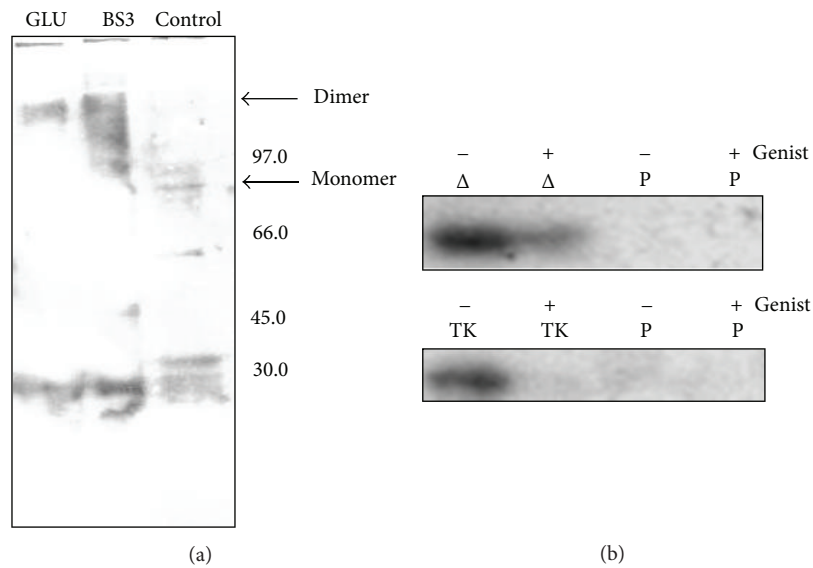 GLU BS3 Control
Dimer
97.0
Monomer
66.0
45.0
30.0
(a)
– + – + Genist
Δ Δ P P
– + – + Genist
TK TK P P
(b)